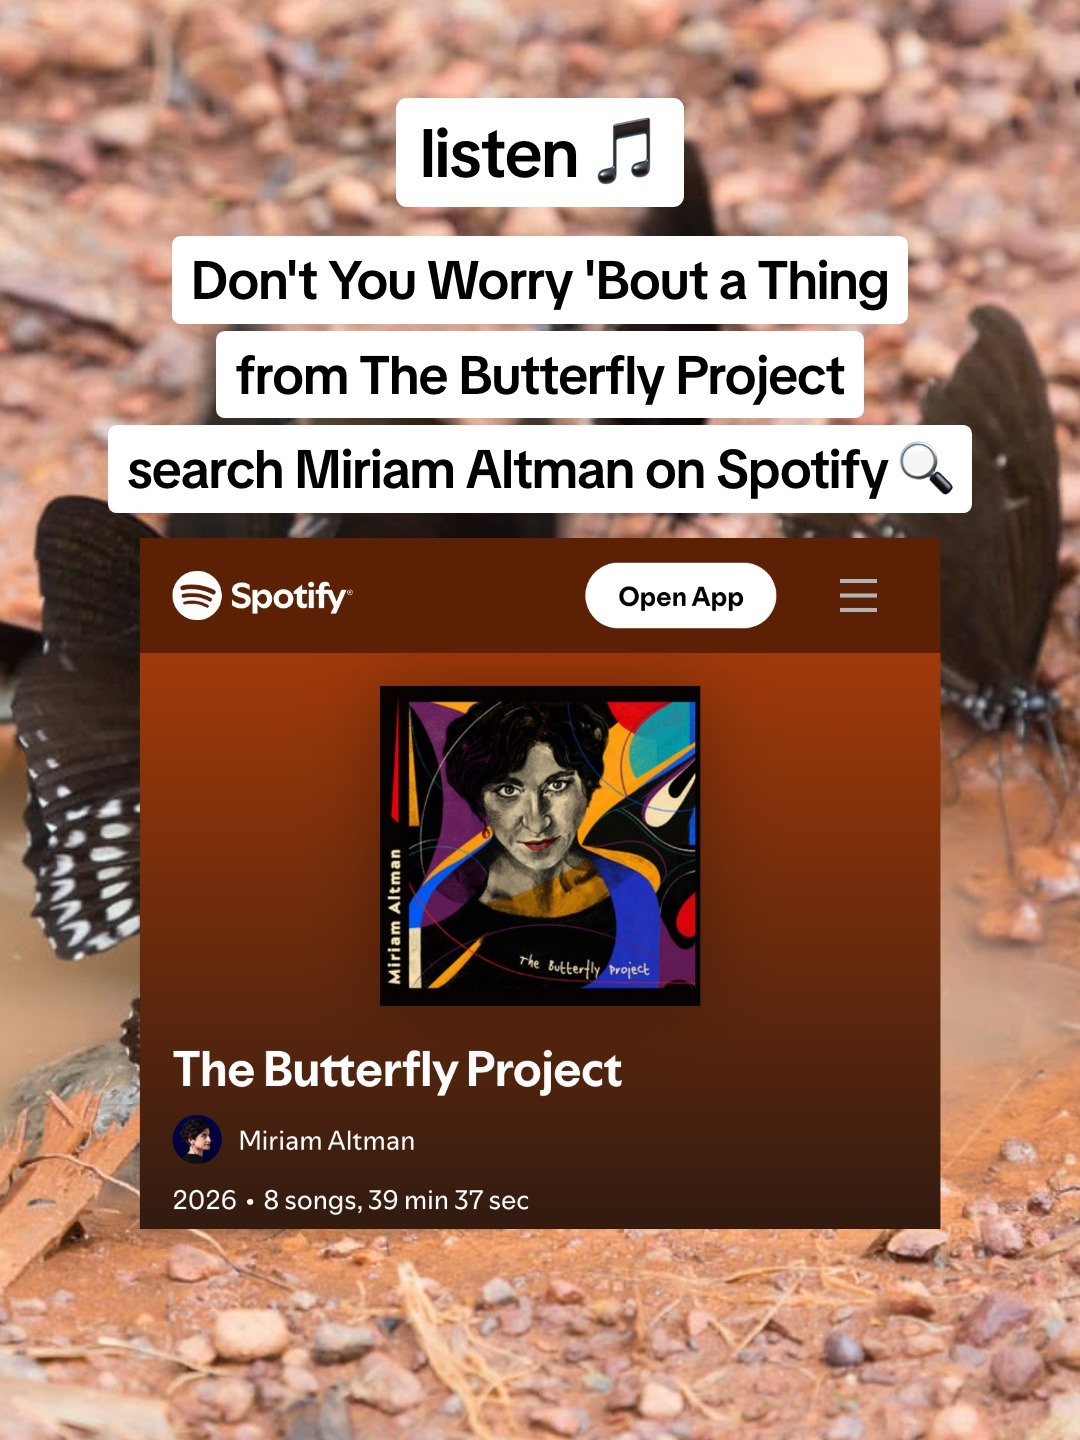 listen 🎵
Don't You Worry 'Bout a Thing
from The Butterfly Project
search Miriam Altman on Spotify 🔍
Spotify®
Open App
Miriam Altman
The Butterfly Project
The Butterfly Project
Miriam Altman
2026 • 8 songs, 39 min 37 sec